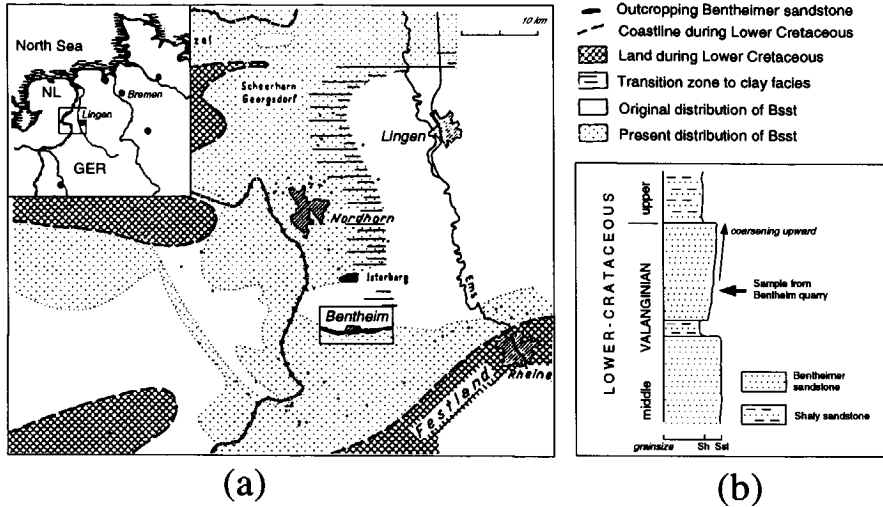 North Sea
NL
Bremen
Lingen
GER
zel
10 km
Scheerhorn
Georgsdorf
Lingen
Nordhorn
Isterberg
Ems
Bentheim
Rheine
Festland
(a)
Outcropping Bentheimer sandstone
Coastline during Lower Cretaceous
Land during Lower Cretaceous
Transition zone to clay facies
Original distribution of Bsst
Present distribution of Bsst
LOWER-CRATACEOUS
VALANGINIAN
upper
middle
coarsening upward
Sample from
Bentheim quarry
Bentheimer
sandstone
Shaly sandstone
grainsize
Sh
Sst
(b)